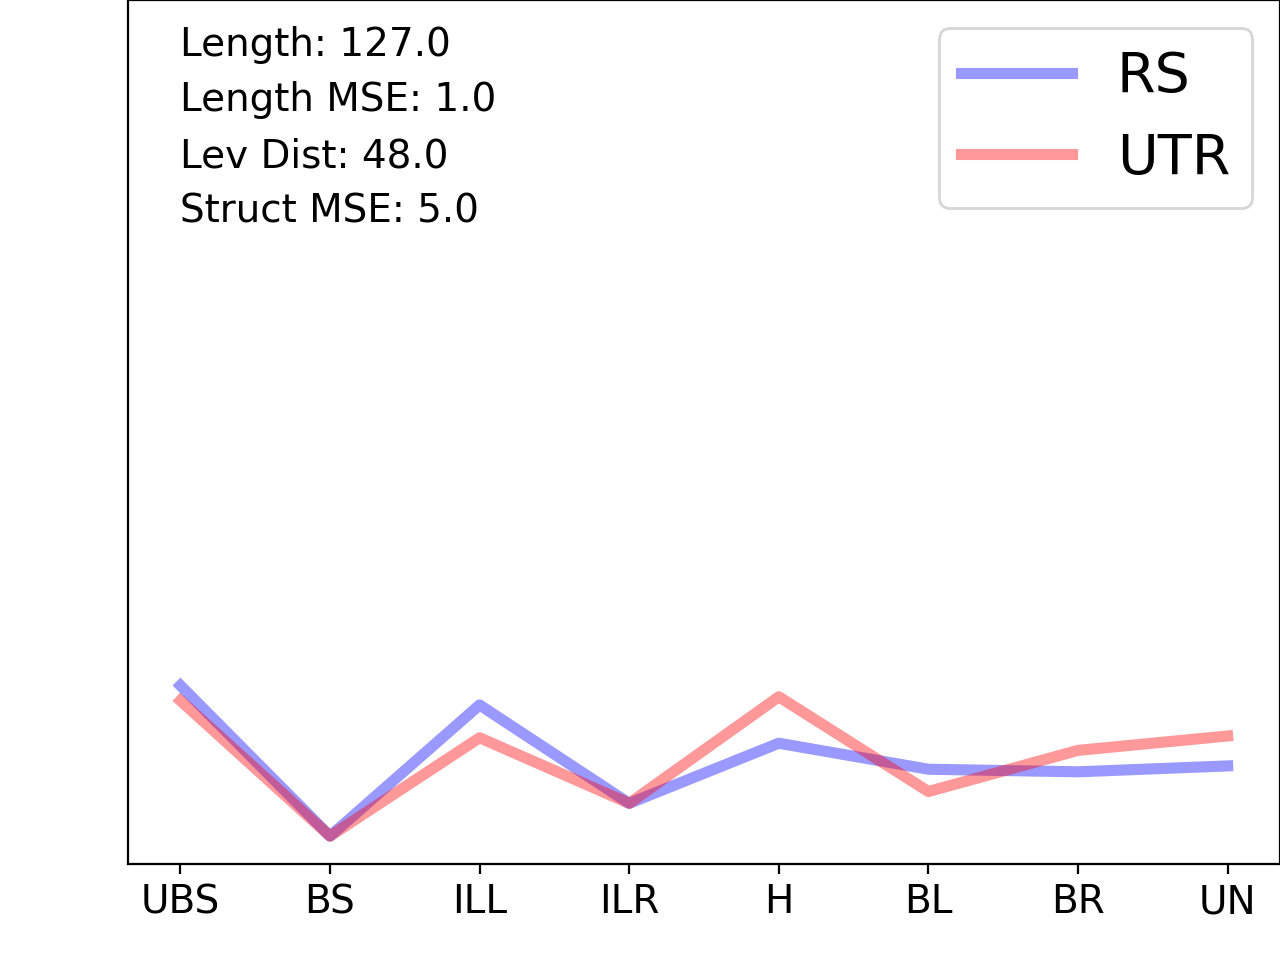 Length: 127.0
Length MSE: 1.0
Lev Dist: 48.0
Struct MSE: 5.0
RS
UTR
UBS BS ILL ILR H BL BR UN